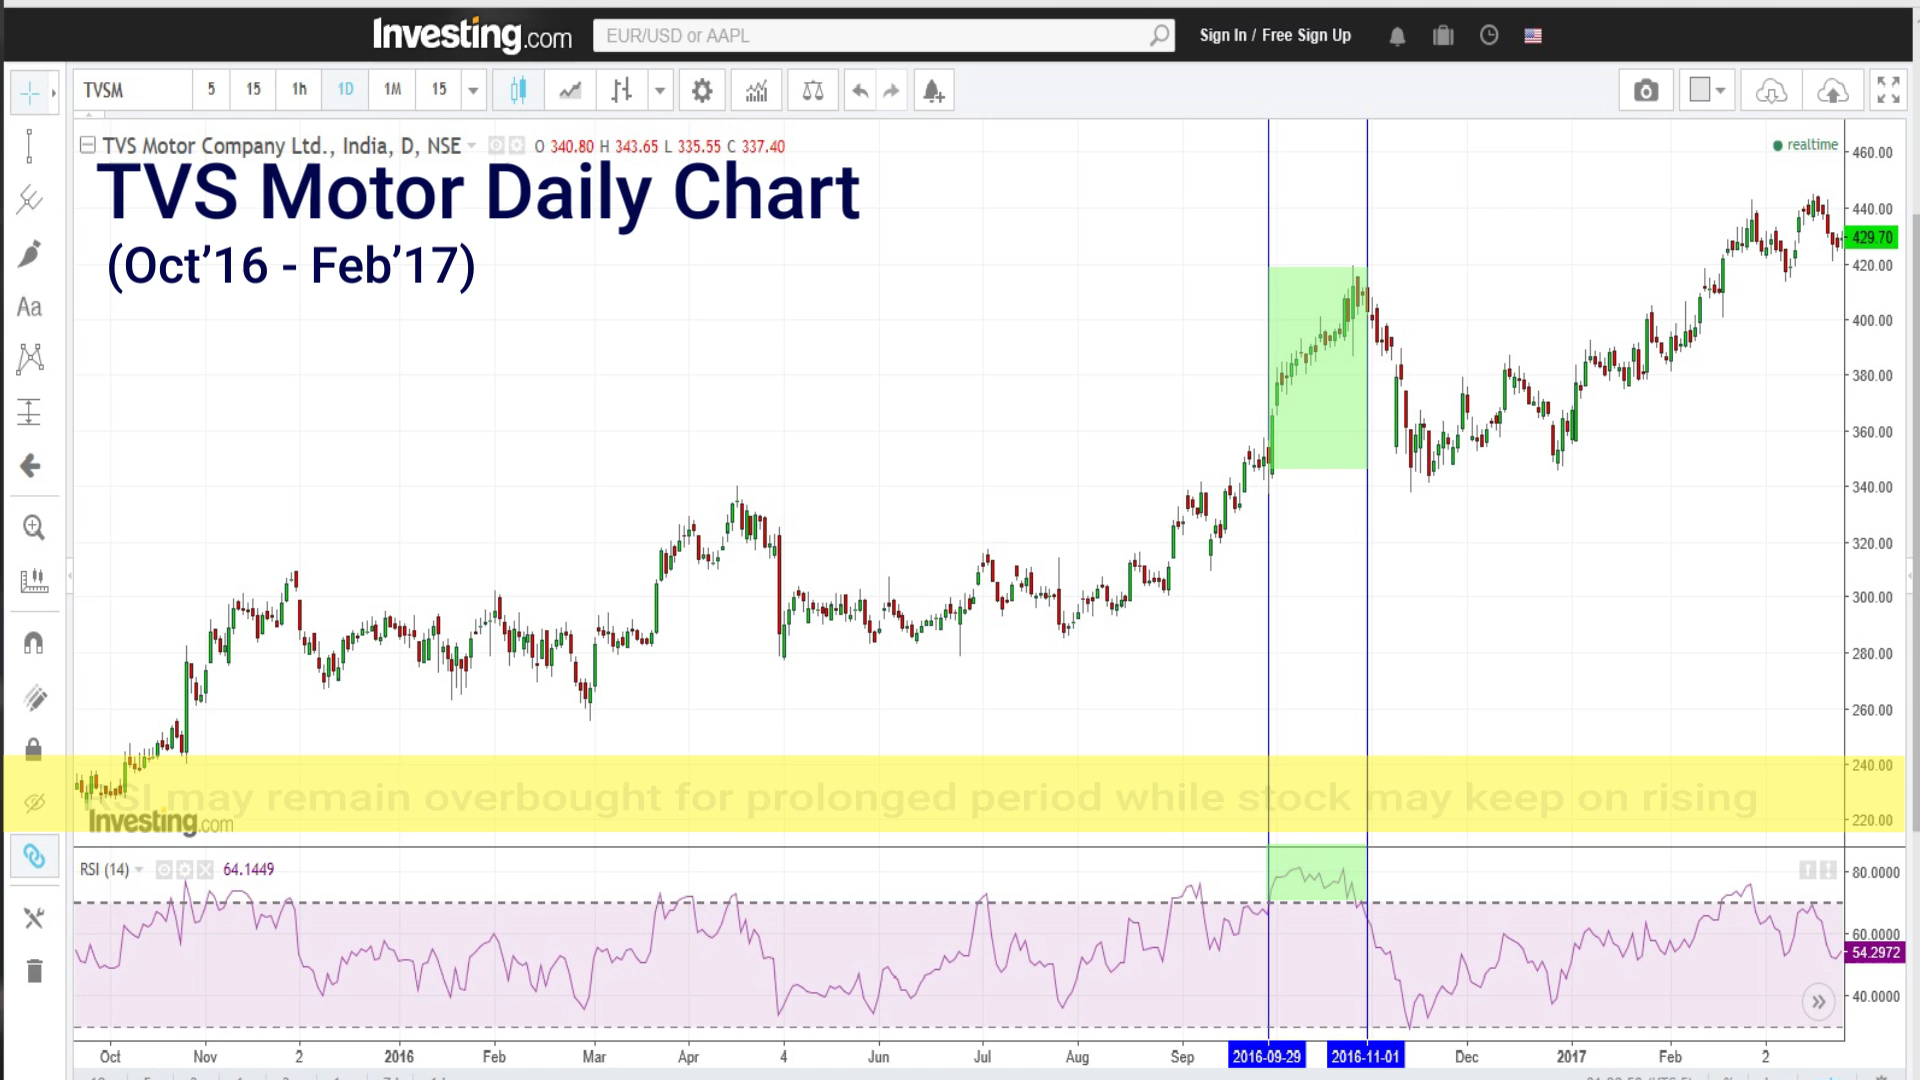 Investing.com
EUR/USD or AAPL
Sign In / Free Sign Up
TVSM 5 15 1h 1D 1M 15
TVS Motor Company Ltd., India, D, NSE O 340.80 H 343.65 L 335.55 C 337.40
realtime
TVS Motor Daily Chart
(Oct’16 - Feb’17)
Aa
460.00
440.00
429.70
420.00
400.00
380.00
360.00
340.00
320.00
300.00
280.00
260.00
240.00
220.00
RSI may remain overbought for prolonged period while stock may keep on rising
Investing.com
RSI (14) 64.1449
80.0000
60.0000
54.2972
40.0000
Oct Nov 2 2016 Feb Mar Apr 4 Jun Jul Aug Sep 2016-09-29 2016-11-01 Dec 2017 Feb 2